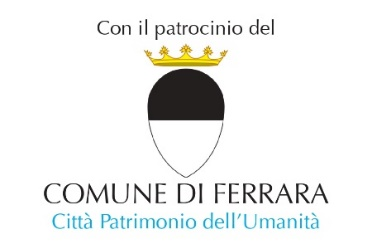 Con il patrocinio del
COMUNE DI FERRARA
Città Patrimonio dell'Umanità